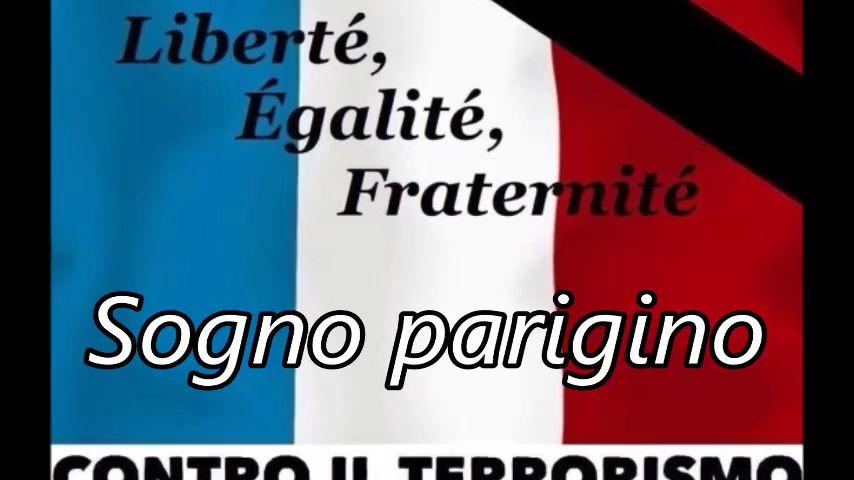 Liberté,
Égalité,
Fraternité
Sogno parigino
CONTRO IL TERRORISMO